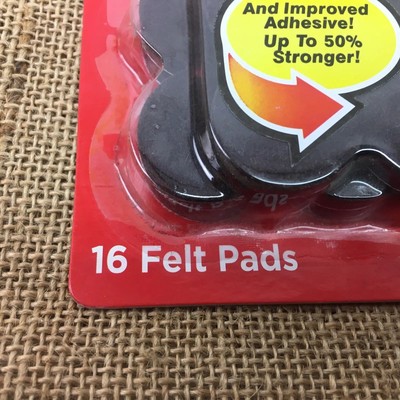 And Improved
Adhesive!
Up To 50%
Stronger!
16 Felt Pads